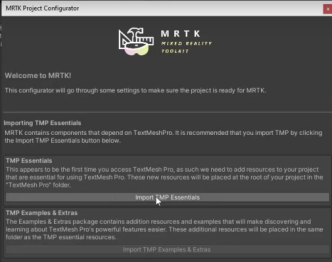 MRTK Project Configurator
MRTK
MIXED REALITY
TOOLKIT
Welcome to MRTK!
This configurator will go through some settings to make sure the project is ready for MRTK.
Importing TMP Essentials
MRTK contains components that depend on TextMeshPro. It is recommended that you import TMP by clicking
the Import TMP Essentials button below.
TMP Essentials
This appears to be the first time you access TextMesh Pro, as such we need to add resources to your project
that are essential for using TextMesh Pro. These new resources will be placed at the root of your project in the
"TextMesh Pro" folder.
Import TMP Essentials
TMP Examples & Extras
The Examples & Extras package contains addition resources and examples that will make discovering and
learning about TextMesh Pro's powerful features easier. These additional resources will be placed in the same
folder as the TMP essential resources.
Import TMP Examples & Extras